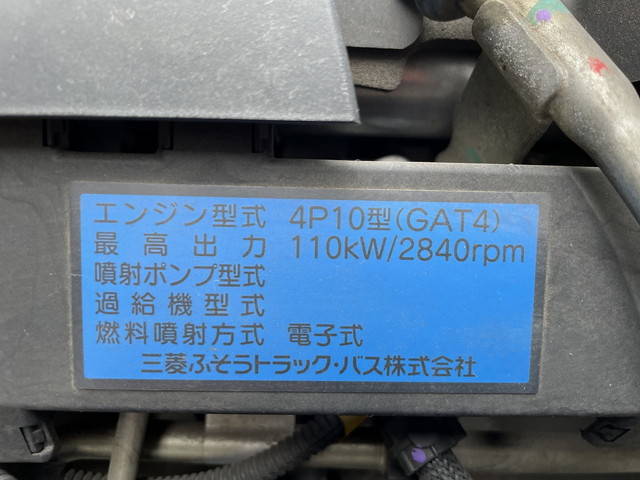 エンジン型式 4P10型(GAT4)
最高出力 110kW/2840rpm
噴射ポンプ型式
過給機型式
燃料噴射方式 電子式
三菱ふそうトラック・バス株式会社